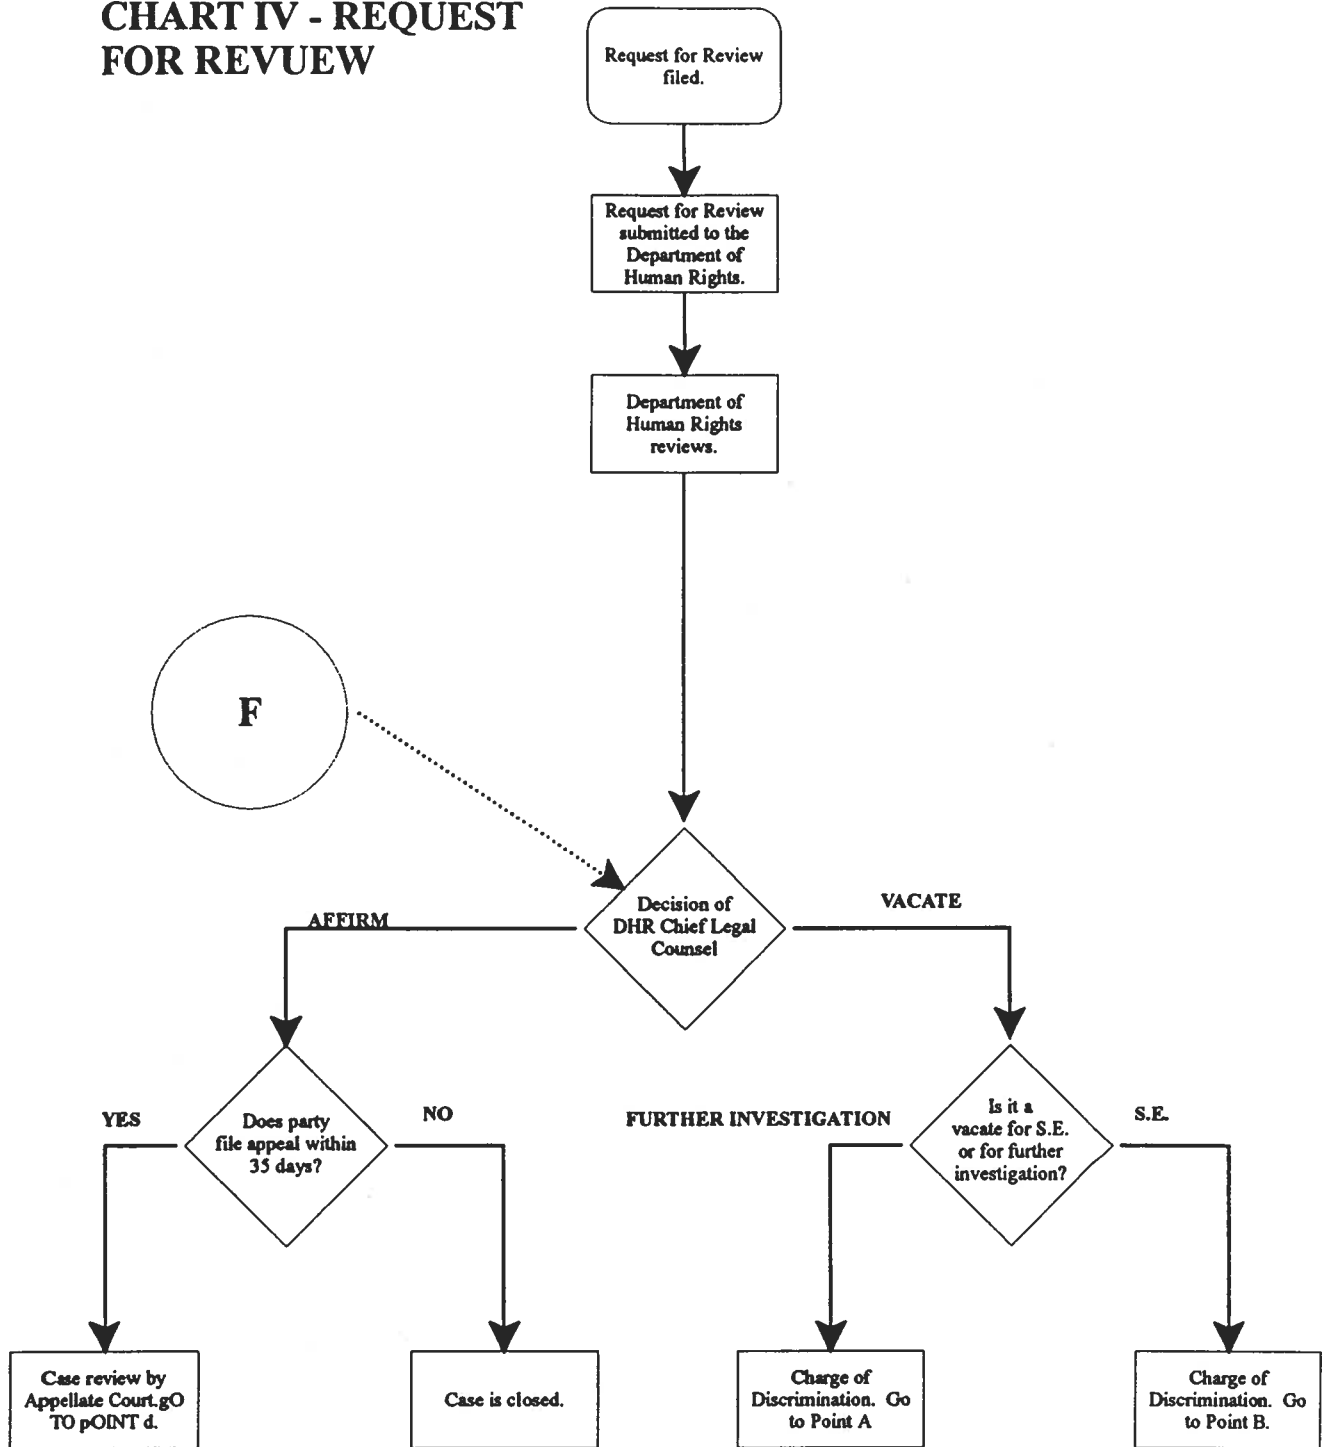 CHART IV - REQUEST
FOR REVUEW
Request for Review
filed.
Request for Review
submitted to the
Department of
Human Rights.
Department of
Human Rights
reviews.
F
Decision of
DHR Chief Legal
Counsel
AFFIRM
VACATE
Does party
file appeal within
35 days?
YES
NO
Is it a
vacate for S.E.
or for further
investigation?
FURTHER INVESTIGATION
S.E.
Case review by
Appellate Court.gO
TO pOINT d.
Case is closed.
Charge of
Discrimination. Go
to Point A
Charge of
Discrimination. Go
to Point B.